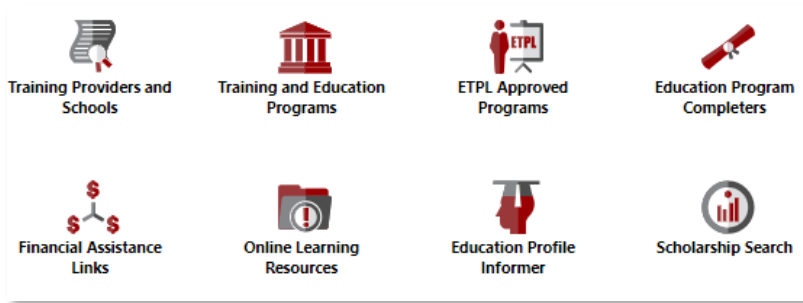 ETPL
Training Providers and
Schools
Training and Education
Programs
ETPL Approved
Programs
Education Program
Completers
$
$ $
Financial Assistance
Links
Online Learning
Resources
Education Profile
Informer
Scholarship Search